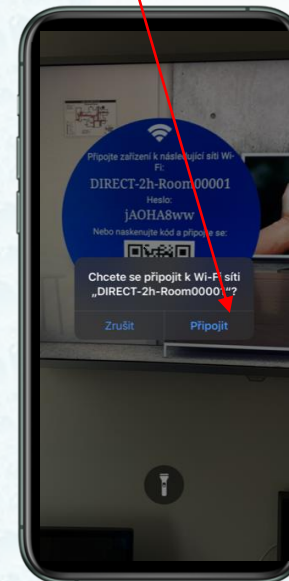 Připojte zařízení k následující síti Wi-
Fi:
DIRECT-2h-Room00001
Heslo:
jAOHA8ww
Nebo naskenujte kód a připojte se:
Chcete se připojit k Wi-Fi síti
„DIRECT-2h-Room00001“?
Zrušit
Připojit